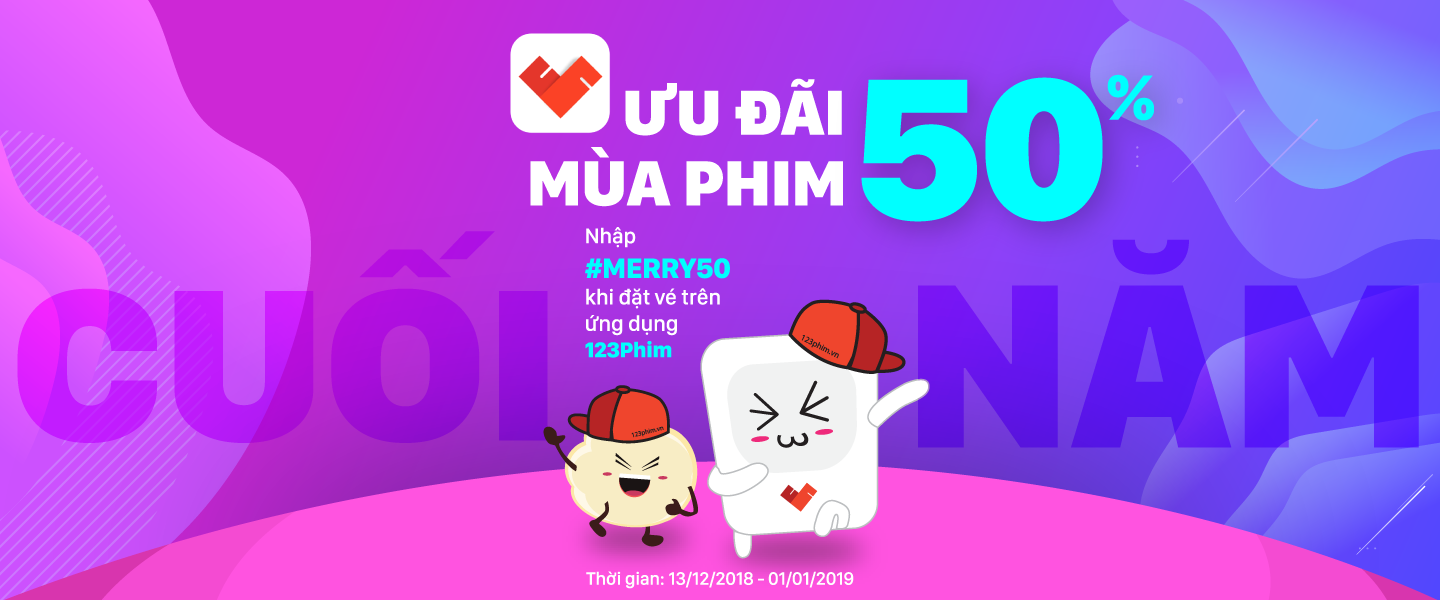 ƯU ĐÃI
MÙA PHIM
50%
Nhập
#MERRY50
khi đặt vé trên
ứng dụng
123Phim
CUỐI NĂM
123phim.vn
123phim.vn
Thời gian: 13/12/2018 - 01/01/2019